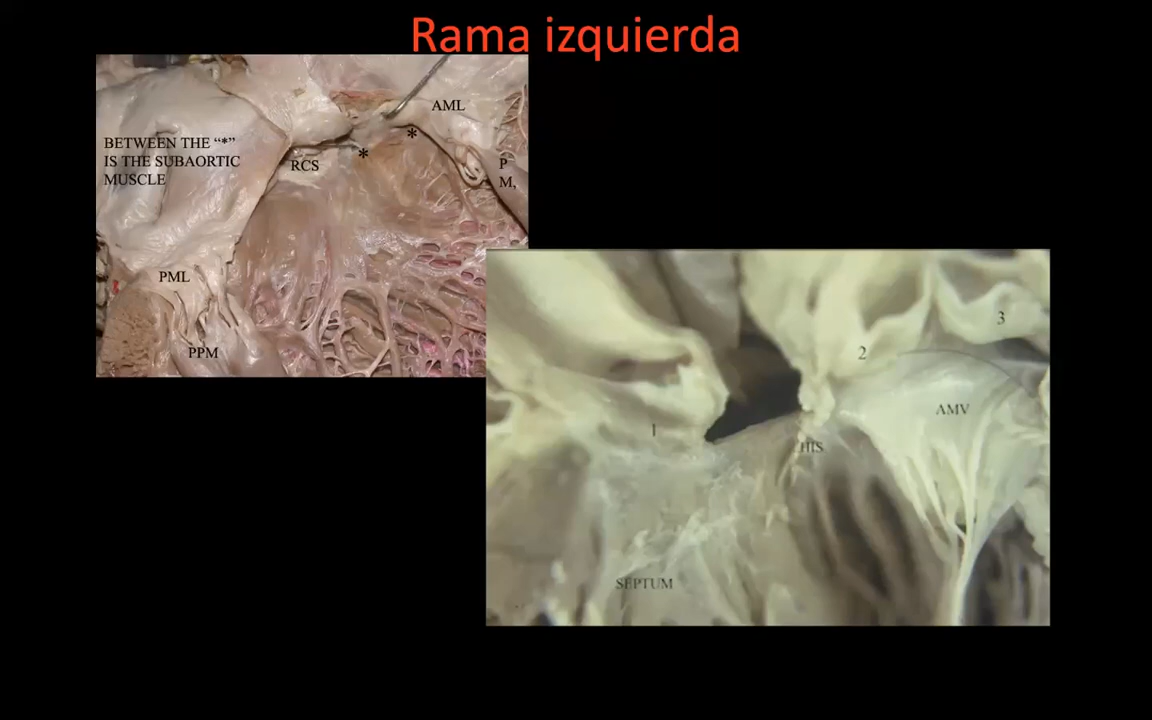 Rama izquierda
AML
BETWEEN THE “*”
IS THE SUBAORTIC
MUSCLE
*
*
RCS
P
M,
PML
PPM
3
2
AMV
1
HIS
SEPTUM